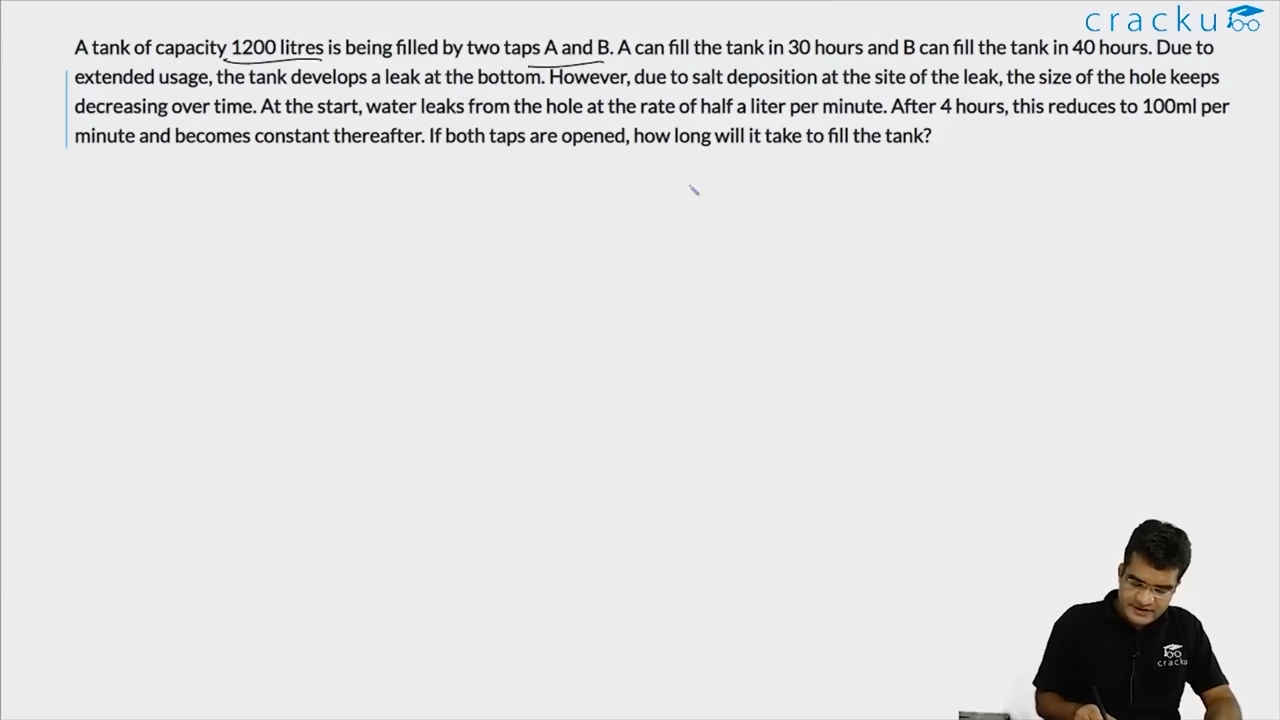 cracku
A tank of capacity 1200 litres is being filled by two taps A and B. A can fill the tank in 30 hours and B can fill the tank in 40 hours. Due to
extended usage, the tank develops a leak at the bottom. However, due to salt deposition at the site of the leak, the size of the hole keeps
decreasing over time. At the start, water leaks from the hole at the rate of half a liter per minute. After 4 hours, this reduces to 100ml per
minute and becomes constant thereafter. If both taps are opened, how long will it take to fill the tank?
cracku